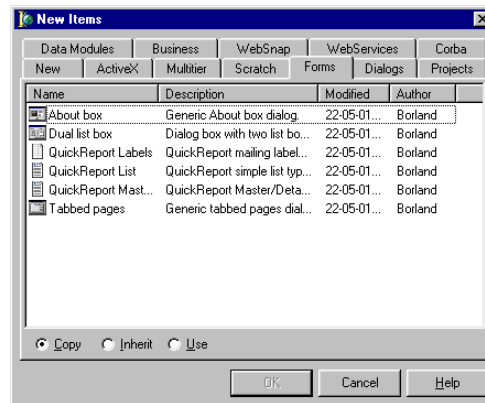 New Items
Data Modules Business WebSnap WebServices Corba
New ActiveX Multitier Scratch Forms Dialogs Projects
Name Description Modified Author
About box Generic About box dialog. 22-05-01... Borland
Dual list box Dialog box with two list bo... 22-05-01... Borland
QuickReport Labels QuickReport mailing label... 22-05-01... Borland
QuickReport List QuickReport simple list typ... 22-05-01... Borland
QuickReport Mast... QuickReport Master/Deta... 22-05-01... Borland
Tabbed pages Generic tabbed pages dial... 22-05-01... Borland
Copy Inherit Use
OK Cancel Help